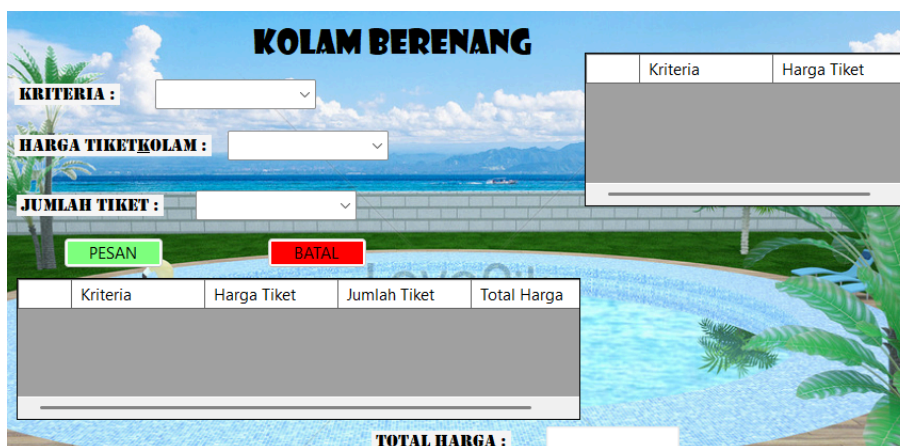 KOLAM BERENANG
Kriteria Harga Tiket
KRITERIA :
HARGA TIKETKOLAM :
JUMLAH TIKET :
PESAN BATAL
Kriteria Harga Tiket Jumlah Tiket Total Harga
TOTAL HARGA :